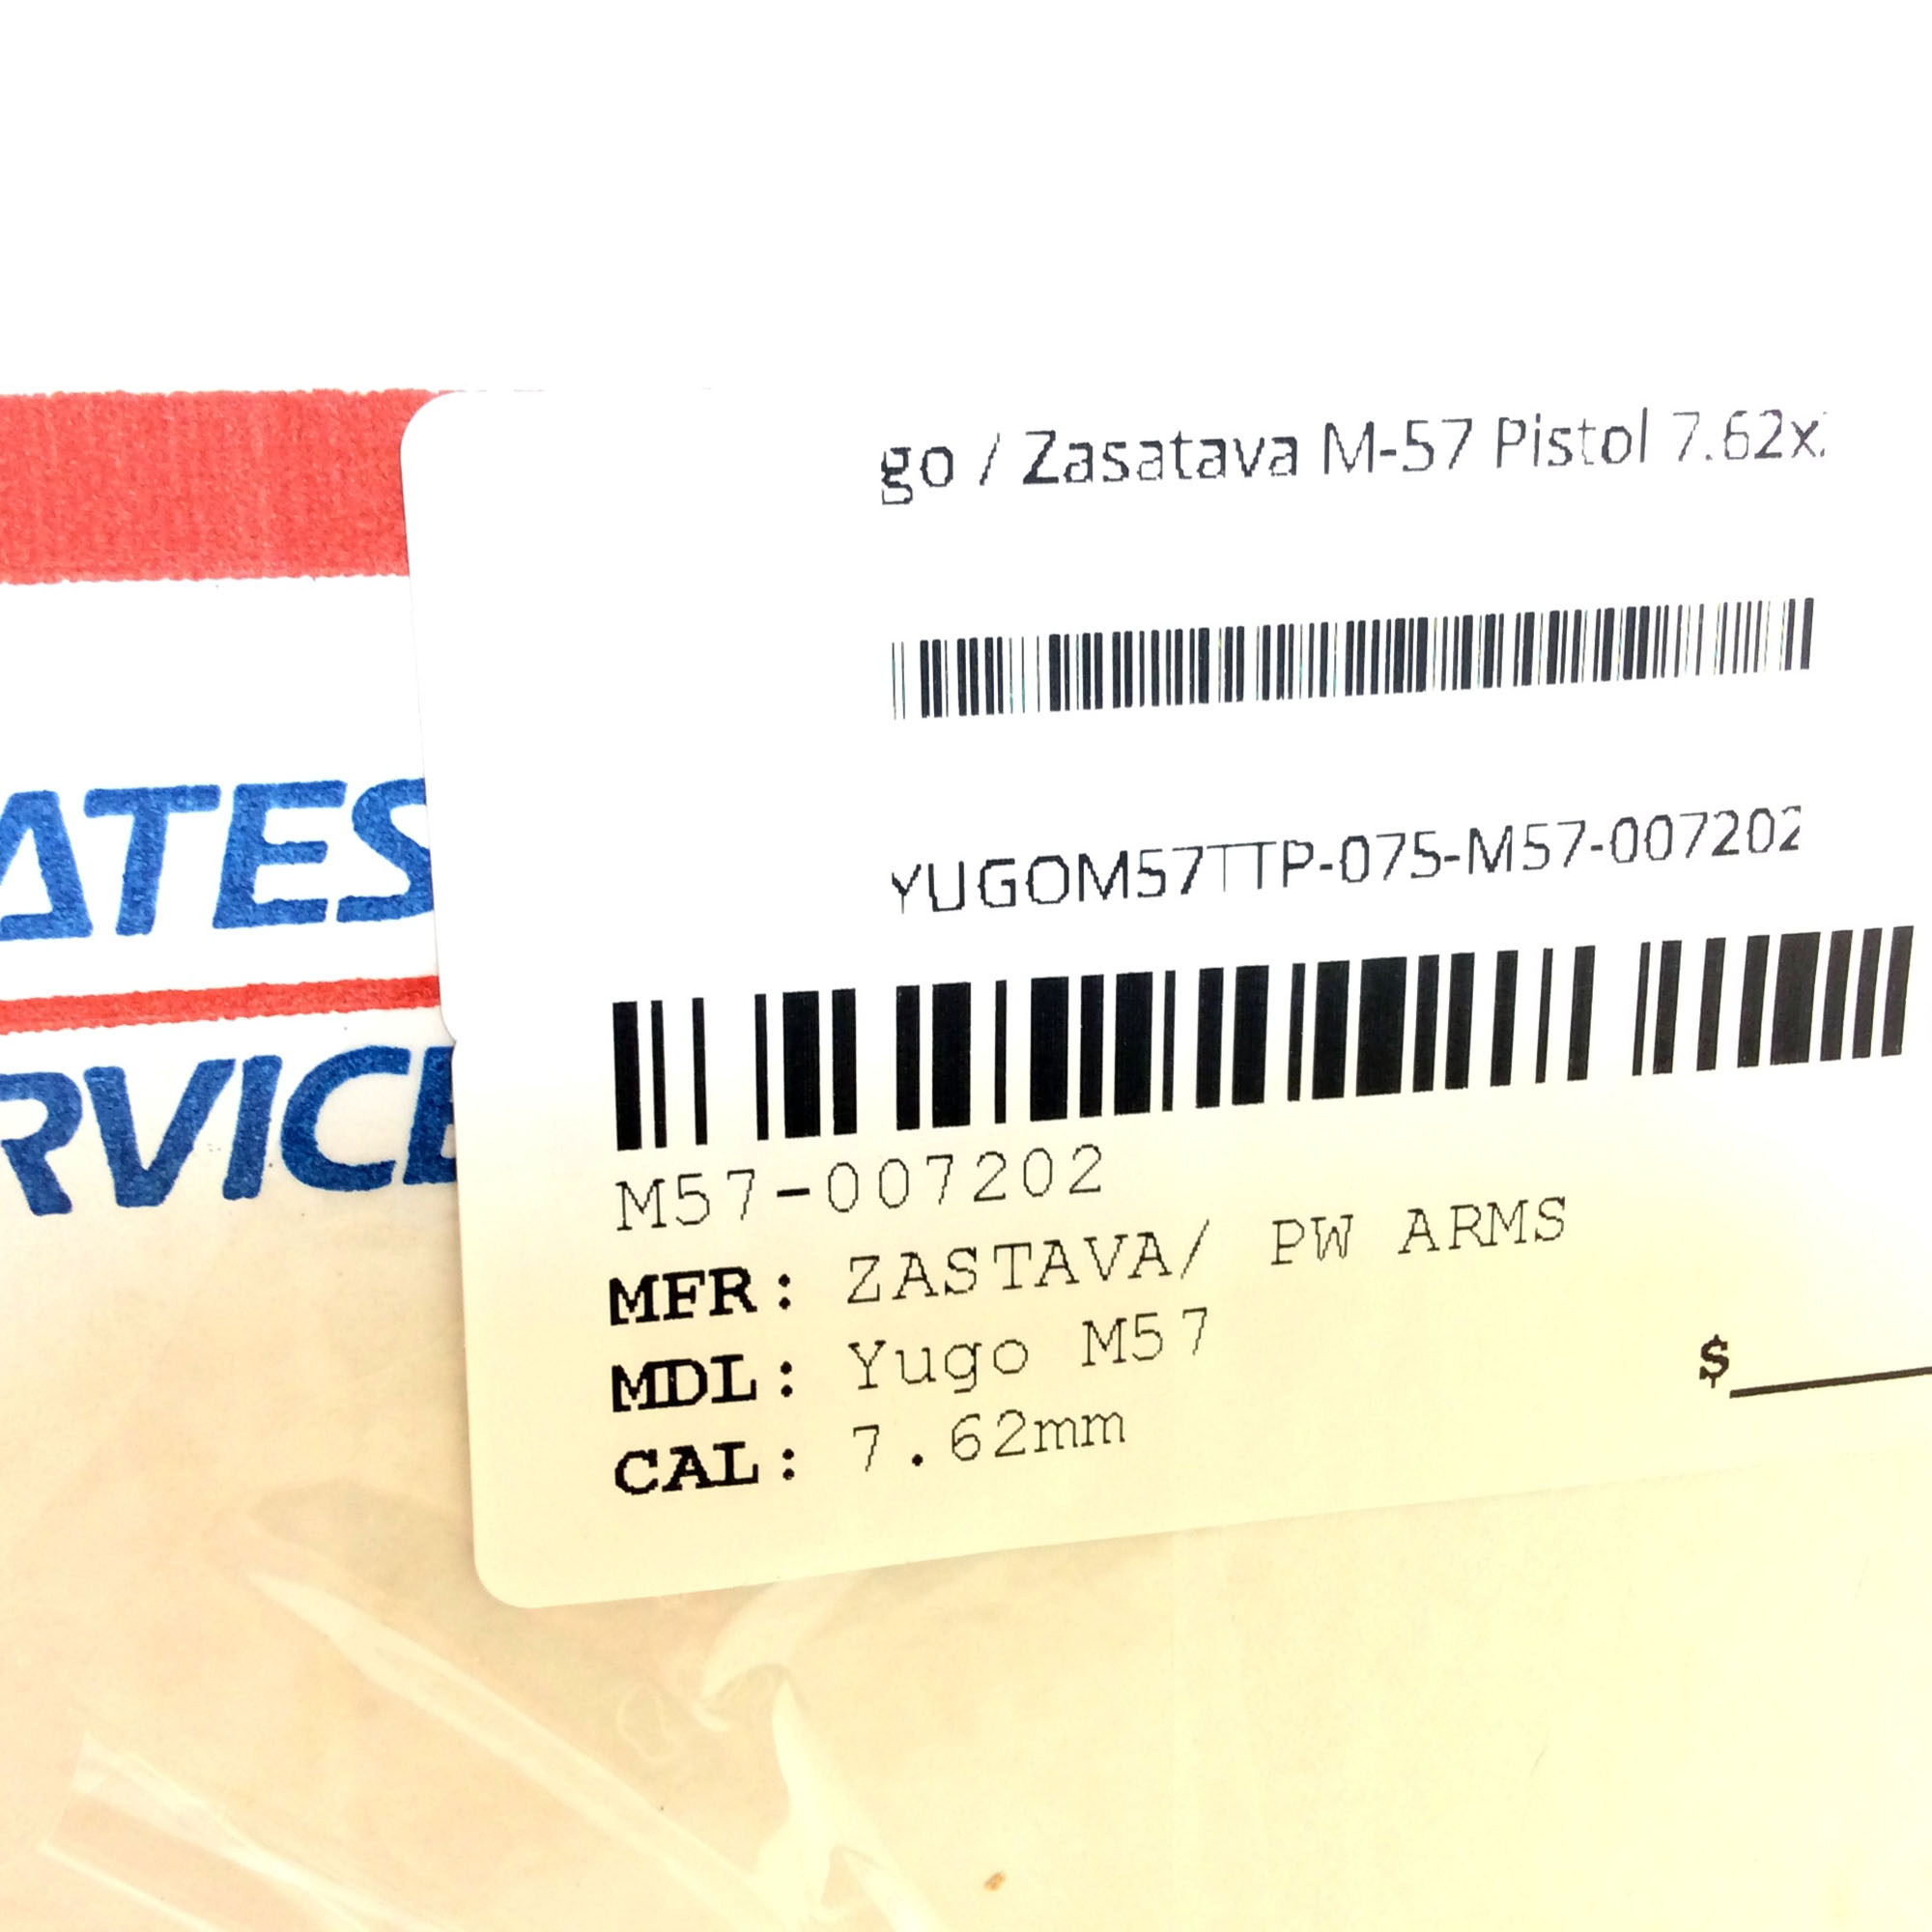 go / Zasatava M-57 Pistol 7.62x
YUGOM57TTP-075-M57-007202
ATES
RVICE
M57-007202
MFR: ZASTAVA/ PW ARMS
MDL: Yugo M57
CAL: 7.62mm
$